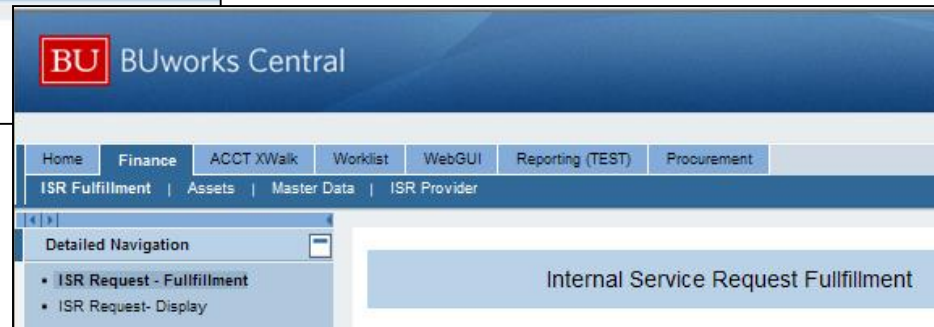 BU BUworks Central
Home Finance ACCT XWalk Worklist WebGUI Reporting (TEST) Procurement
ISR Fulfillment | Assets | Master Data | ISR Provider
Detailed Navigation
• ISR Request - Fullfillment
• ISR Request- Display
Internal Service Request Fullfillment